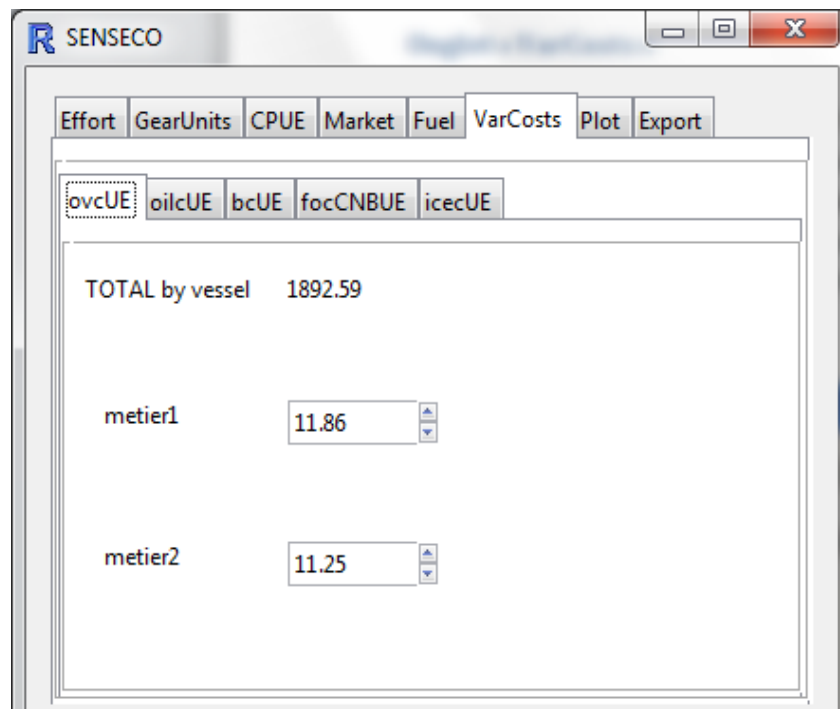 SENSECO
Effort GearUnits CPUE Market Fuel VarCosts Plot Export
ovcUE oilcUE bcUE focCNBUE icecUE
TOTAL by vessel 1892.59
metier1 11.86
metier2 11.25